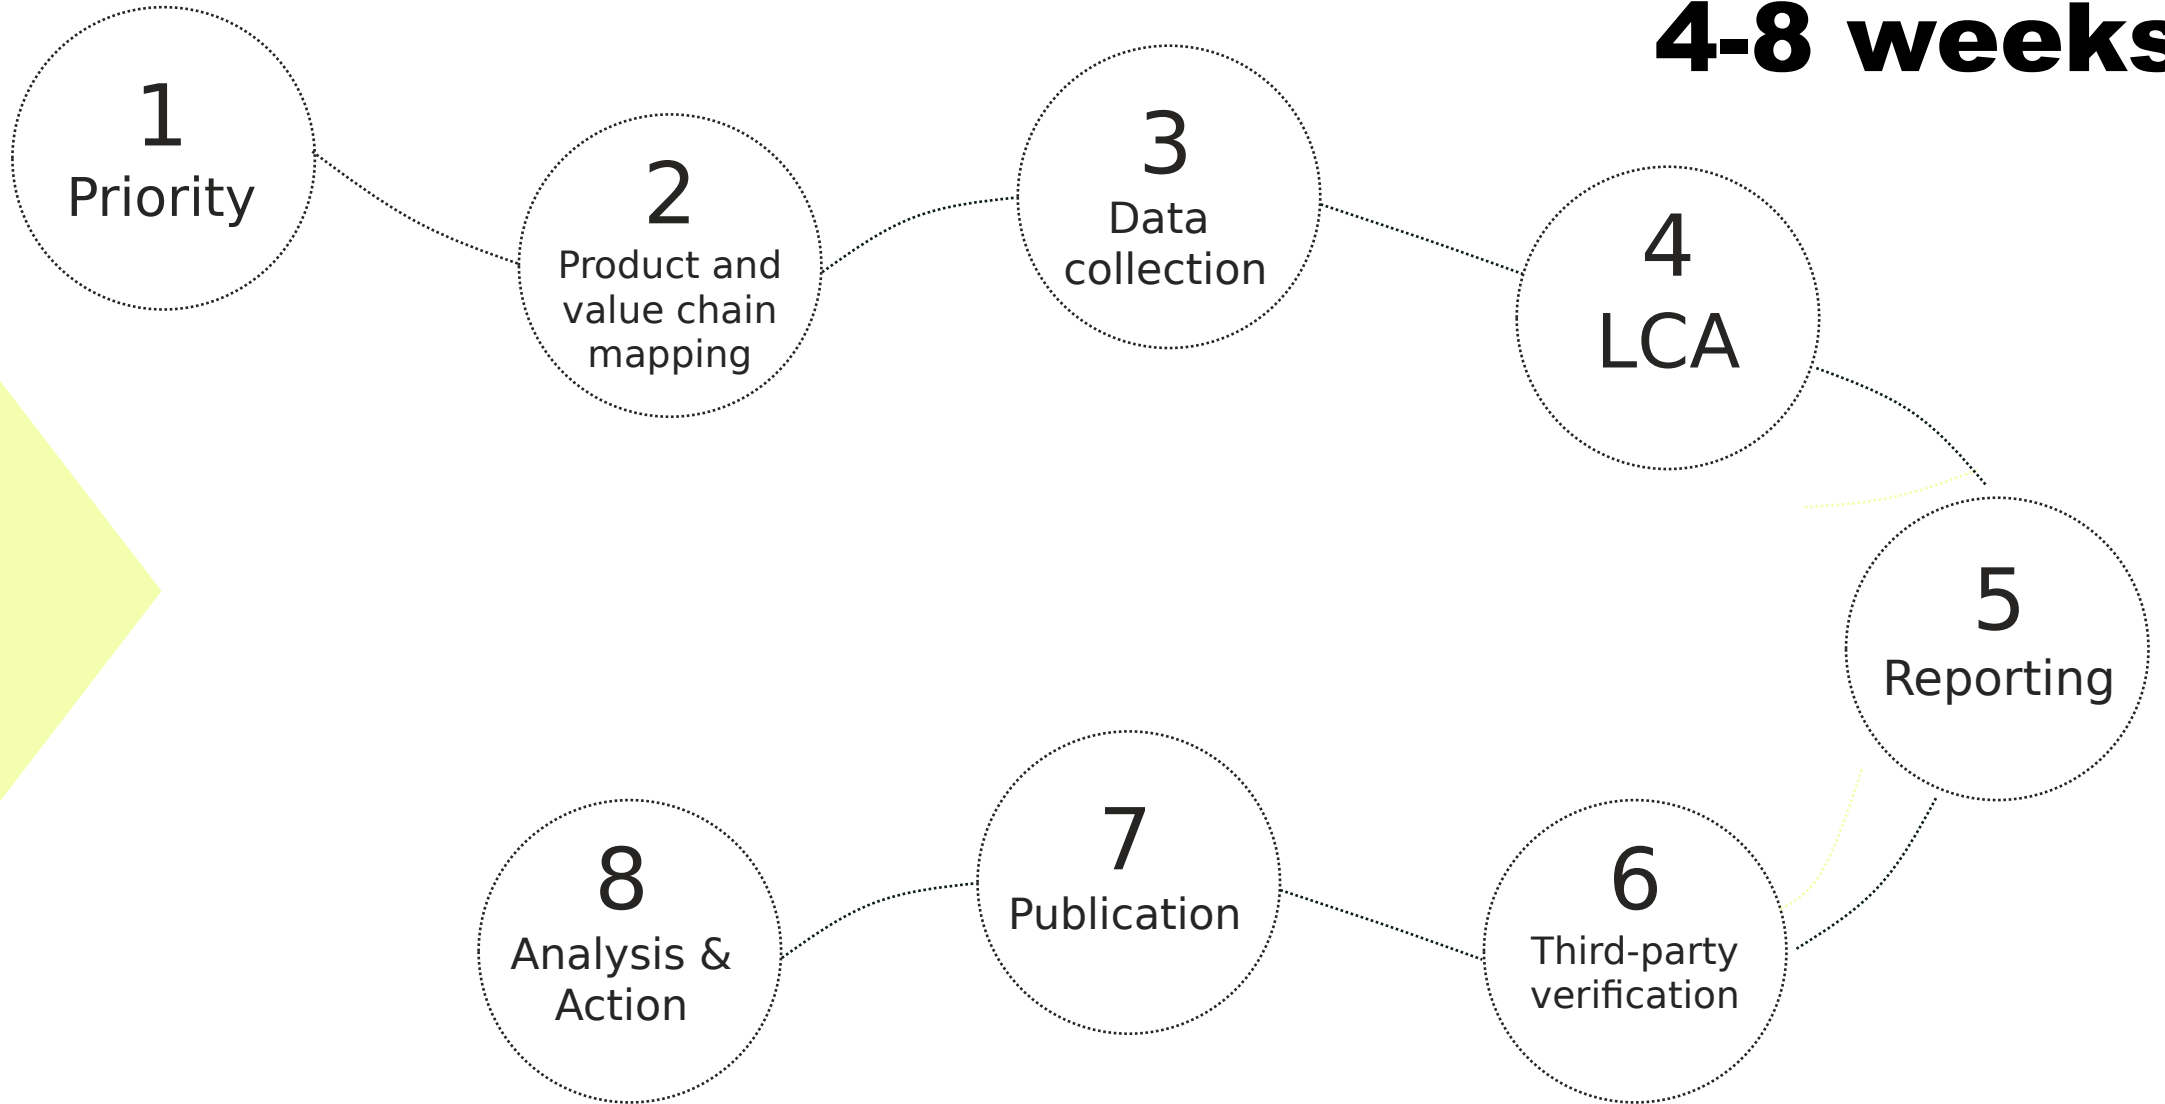 4-8 weeks
1
Priority
2
Product and
value chain
mapping
3
Data
collection
4
LCA
5
Reporting
6
Third-party
verification
7
Publication
8
Analysis &
Action